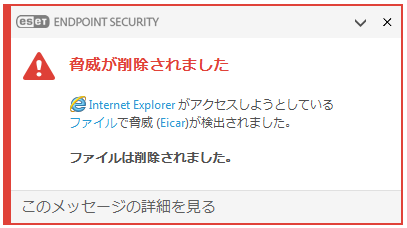 eset ENDPOINT SECURITY
脅威が削除されました
Internet Explorer がアクセスしようとしている
ファイルで脅威 (Eicar)が検出されました。
ファイルは削除されました。
このメッセージの詳細を見る